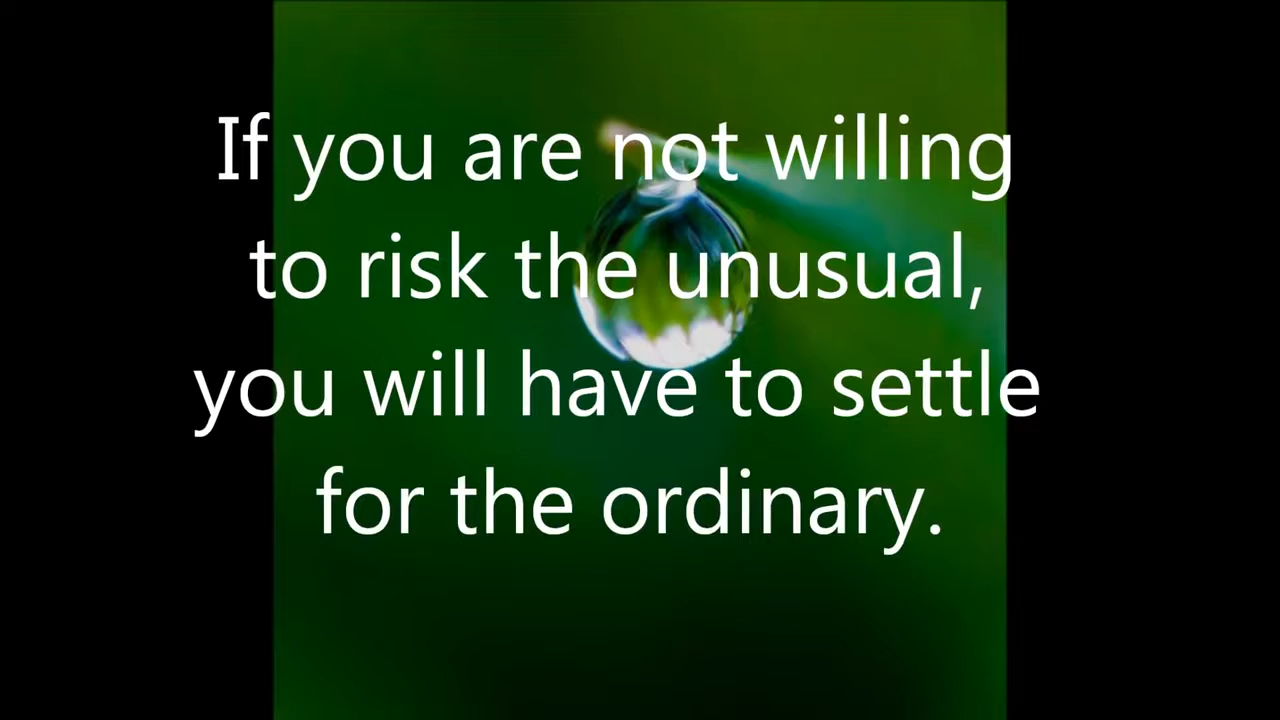 If you are not willing
to risk the unusual,
you will have to settle
for the ordinary.